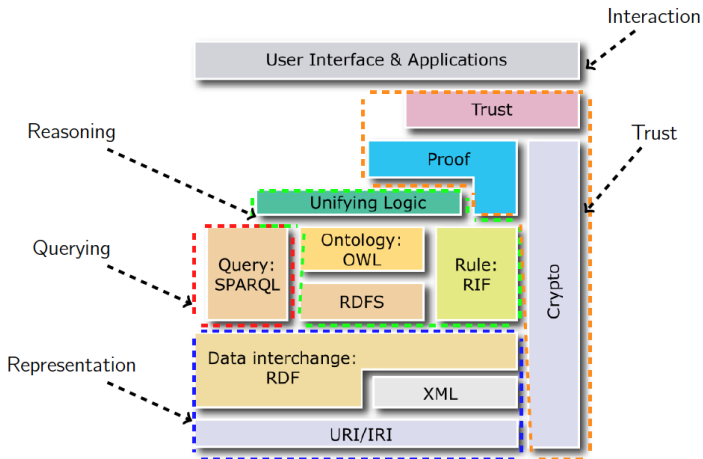 Interaction
User Interface & Applications
Trust
Reasoning
Trust
Proof
Unifying Logic
Querying
Query:
SPARQL
Ontology:
OWL
Rule:
RIF
RDFS
Crypto
Representation
Data interchange:
RDF
XML
URI/IRI